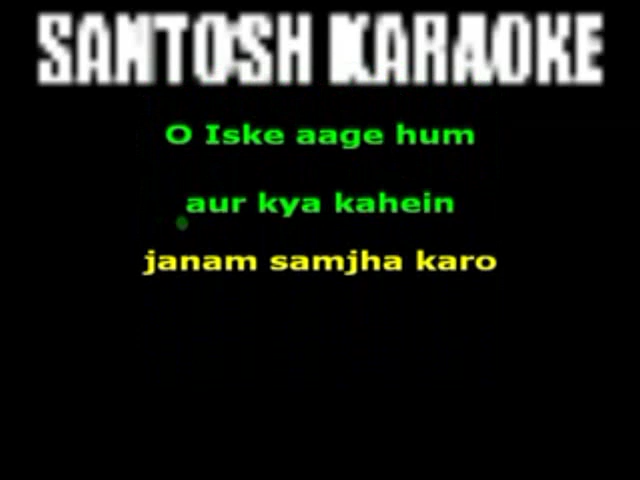 SANTOSH KARAOKE
O Iske aage hum
aur kya kahein
janam samjha karo